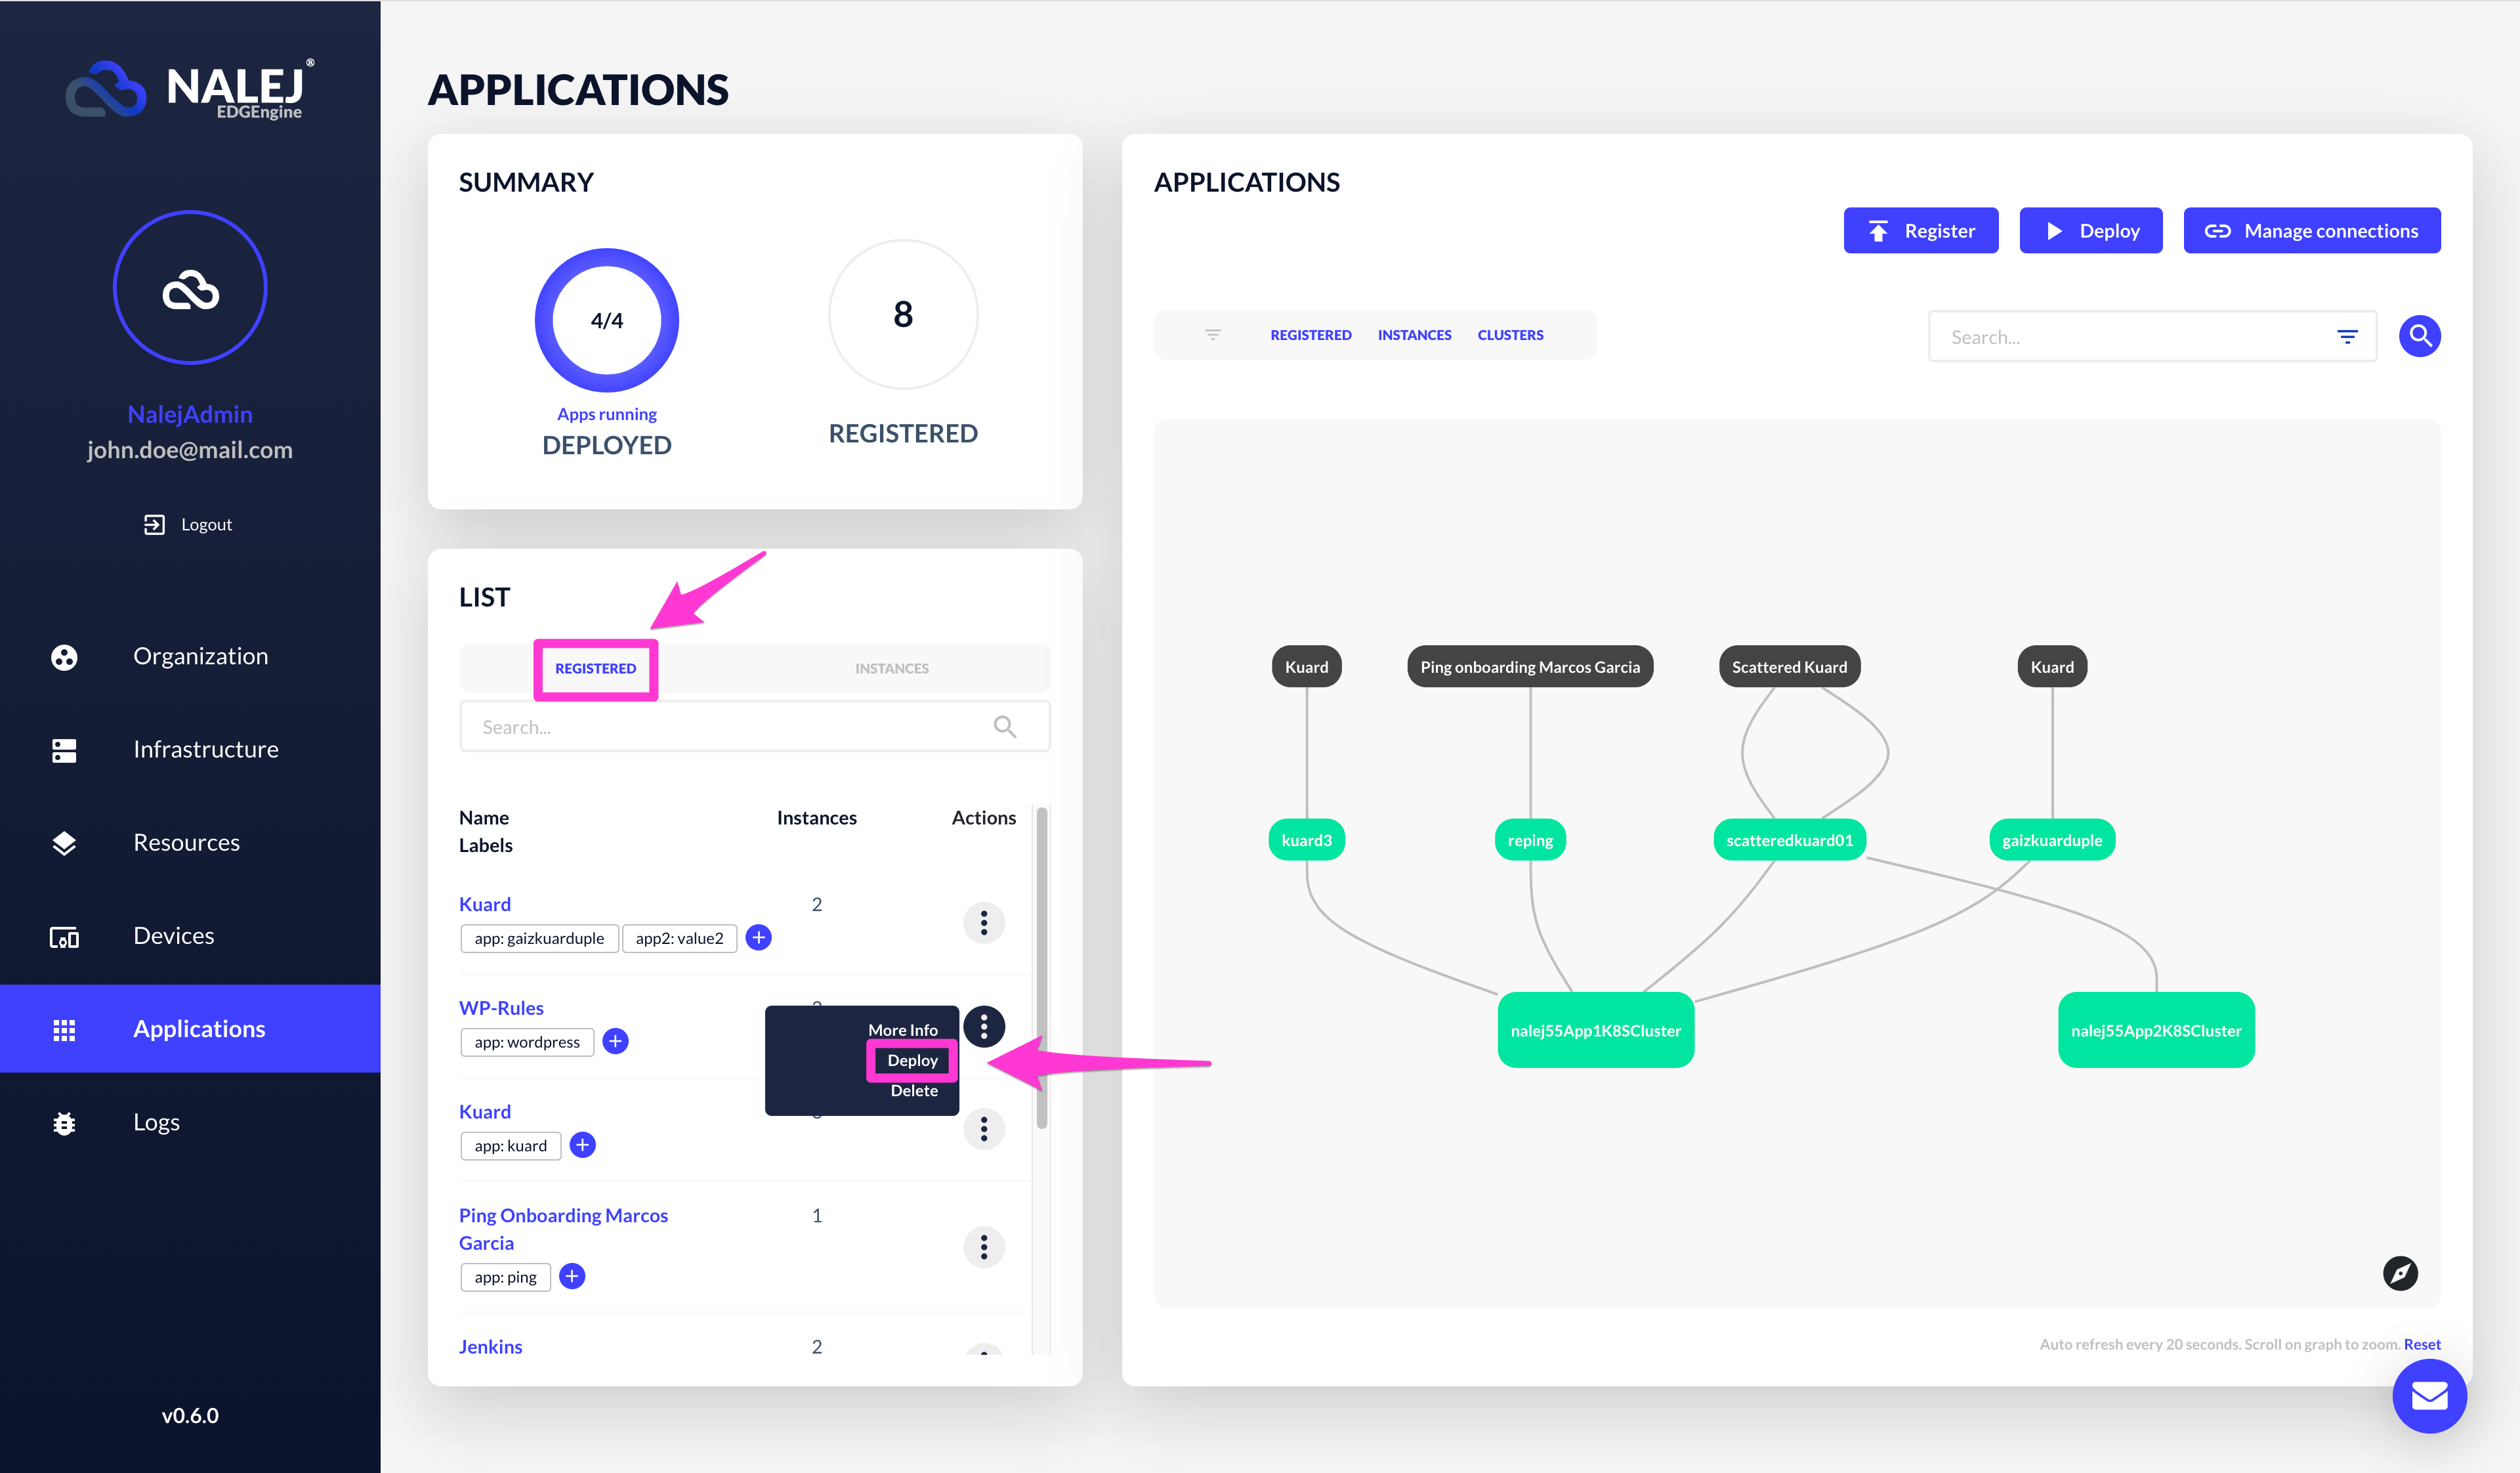 NALEJ®
EDGEngine
NalejAdmin
john.doe@mail.com
Logout
Organization
Infrastructure
Resources
Devices
Applications
Logs
v0.6.0
APPLICATIONS
SUMMARY
4/4
Apps running
DEPLOYED
8
REGISTERED
LIST
REGISTERED INSTANCES
Search...
Name Instances Actions
Labels
Kuard 2
app: gaizkuarduple app2: value2
WP-Rules
app: wordpress
More Info
Deploy
Delete
Kuard
app: kuard
Ping Onboarding Marcos 1
Garcia
app: ping
Jenkins 2
APPLICATIONS
Register Deploy Manage connections
REGISTERED INSTANCES CLUSTERS
Search...
Kuard Ping onboarding Marcos Garcia Scattered Kuard Kuard
kuard3 reping scatteredkuard01 gaizkuarduple
nalej55App1K8SCluster nalej55App2K8SCluster
Auto refresh every 20 seconds. Scroll on graph to zoom. Reset